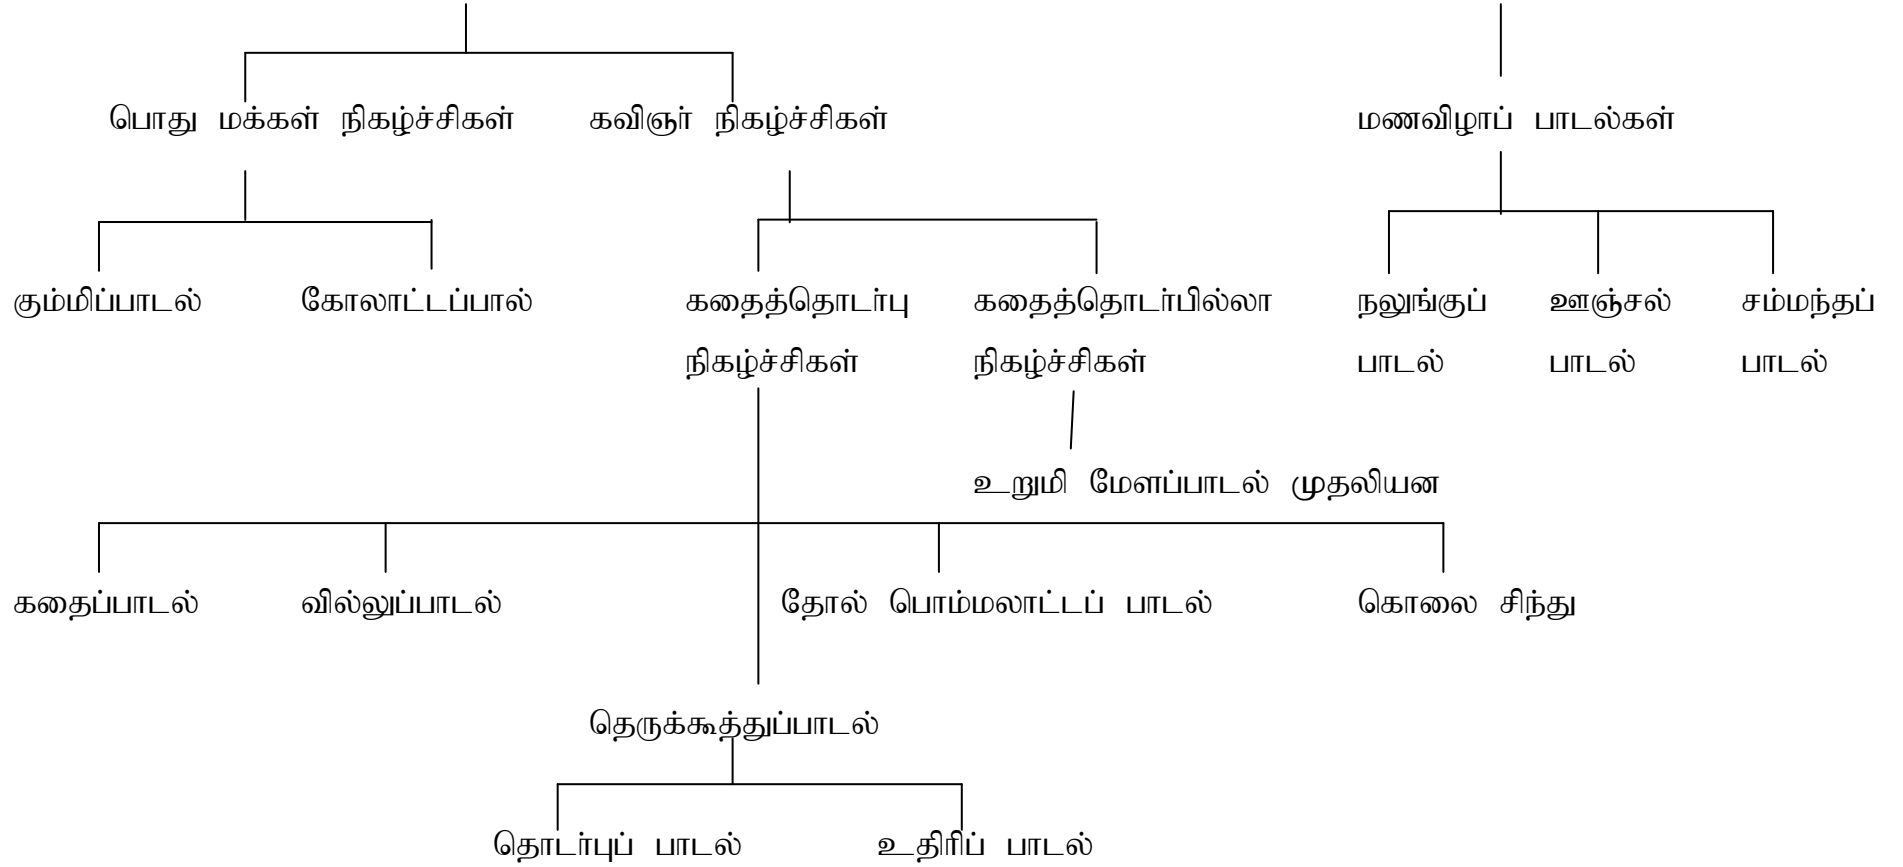 பொது மக்கள் நிகழ்ச்சிகள் கவிஞர் நிகழ்ச்சிகள் மணவிழாப் பாடல்கள்
கும்மிப்பாடல் கோலாட்டப்பால் கதைத்தொடர்பு கதைத்தொடர்பில்லா நலுங்குப் ஊஞ்சல் சம்மந்தப்
நிகழ்ச்சிகள் நிகழ்ச்சிகள் பாடல் பாடல் பாடல்
உறுமி மேளப்பாடல் முதலியன
கதைப்பாடல் வில்லுப்பாடல் தோல் பொம்மலாட்டப் பாடல் கொலை சிந்து
தெருக்கூத்துப்பாடல்
தொடர்புப் பாடல் உதிரிப் பாடல்